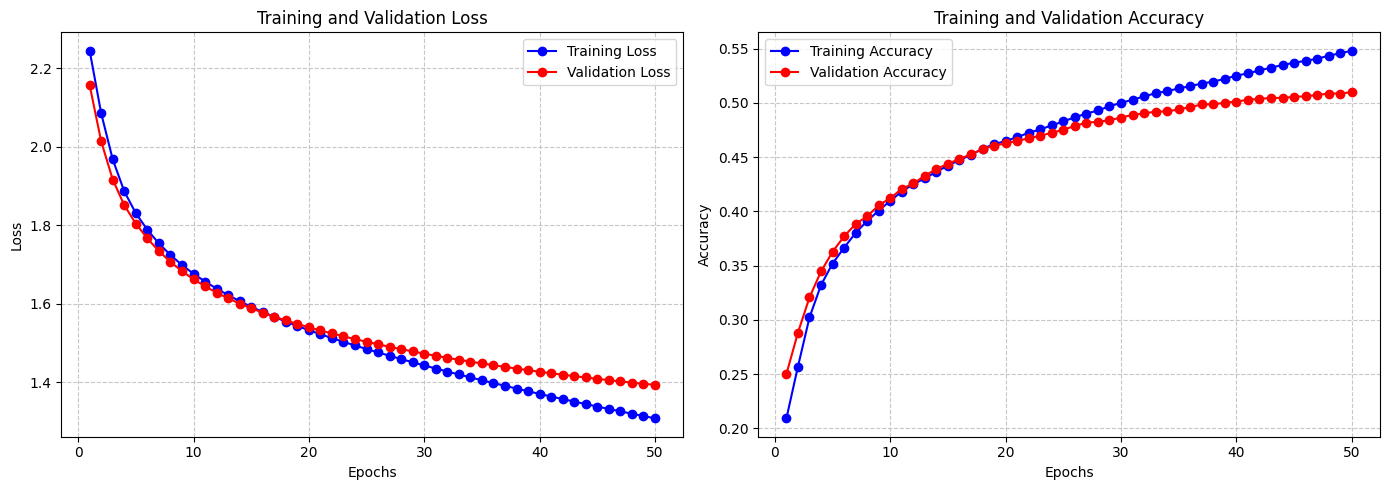 Training and Validation Loss
Training Loss
Validation Loss
2.2
2.0
1.8
1.6
1.4
Loss
0
10
20
30
40
50
Epochs
Training and Validation Accuracy
Training Accuracy
Validation Accuracy
0.55
0.50
0.45
0.40
0.35
0.30
0.25
0.20
Accuracy
0
10
20
30
40
50
Epochs